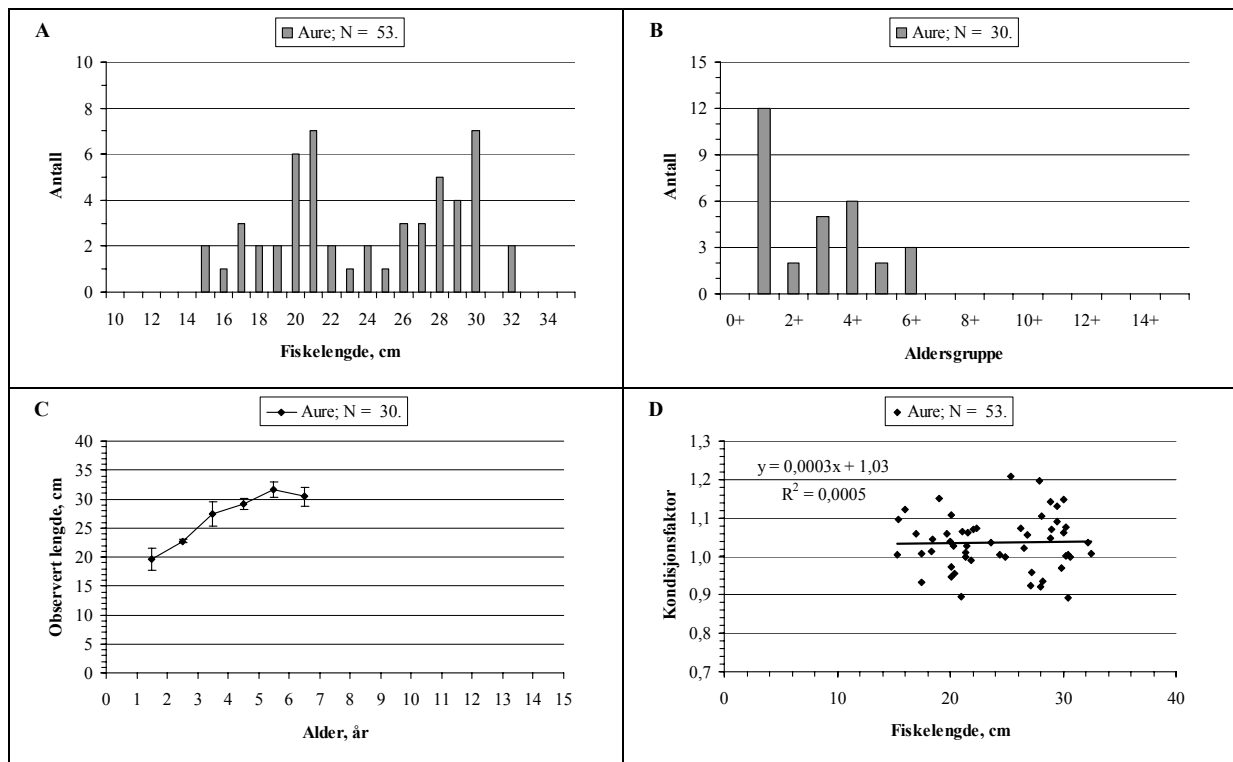 A
Aure; N = 53.
10
8
6
4
2
0
Antall
10 12 14 16 18 20 22 24 26 28 30 32 34
Fiskelengde, cm
B
Aure; N = 30.
15
12
9
6
3
0
Antall
0+ 2+ 4+ 6+ 8+ 10+ 12+ 14+
Aldersgruppe
C
Aure; N = 30.
40
35
30
25
20
15
10
5
0
Observert lengde, cm
0 1 2 3 4 5 6 7 8 9 10 11 12 13 14 15
Alder, år
D
Aure; N = 53.
y = 0,0003x + 1,03
R² = 0,0005
1,3
1,2
1,1
1,0
0,9
0,8
0,7
Kondisjonsfaktor
0 10 20 30 40
Fiskelengde, cm